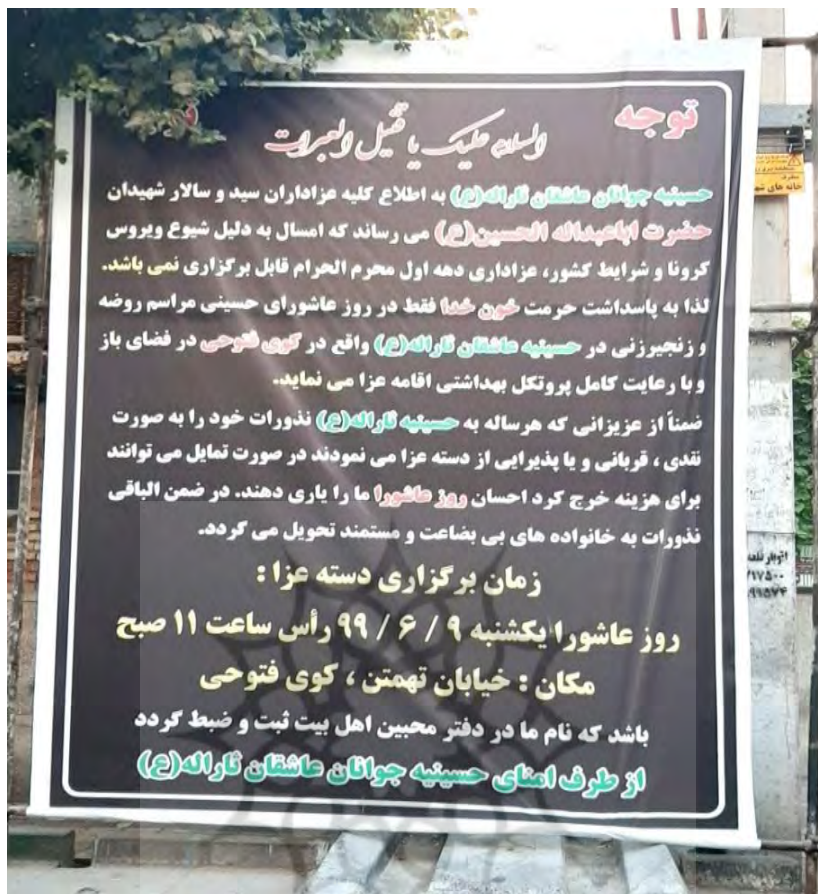 توجه
السلام علیک یا قتیل العبرات
حسینیه جوانان عاشقان ثاراله(ع) به اطلاع کلیه عزاداران سید و سالار شهیدان
حضرت اباعبداله الحسین(ع) می رساند که امسال به دلیل شیوع ویروس
کرونا و شرایط کشور، عزاداری دهه اول محرم الحرام قابل برگزاری نمی باشد.
لذا به پاسداشت حرمت خون خدا فقط در روز عاشورای حسینی مراسم روضه
و زنجیرزنی در حسینیه عاشقان ثاراله(ع) واقع در کوی فتوحی در فضای باز
وبا رعایت کامل پروتکل بهداشتی اقامه عزا می نماید.
ضمناً از عزیزانی که هرساله به حسینیه ثاراله(ع) نذورات خود را به صورت
نقدی ، قربانی و یا پذیرایی از دسته عزا می نمودند در صورت تمایل می توانند
برای هزینه خرج کرد احسان روز عاشورا ما را یاری دهند. در ضمن الباقی
نذورات به خانواده های بی بضاعت و مستمند تحویل می گردد.
زمان برگزاری دسته عزا :
روز عاشورا یکشنبه ۹ / ۶ / ۹۹ رأس ساعت ۱۱ صبح
مکان : خیابان تهمتن ، کوی فتوحی
باشد که نام ما در دفتر محبین اهل بیت ثبت و ضبط گردد
از طرف امنای حسینیه جوانان عاشقان ثاراله(ع)